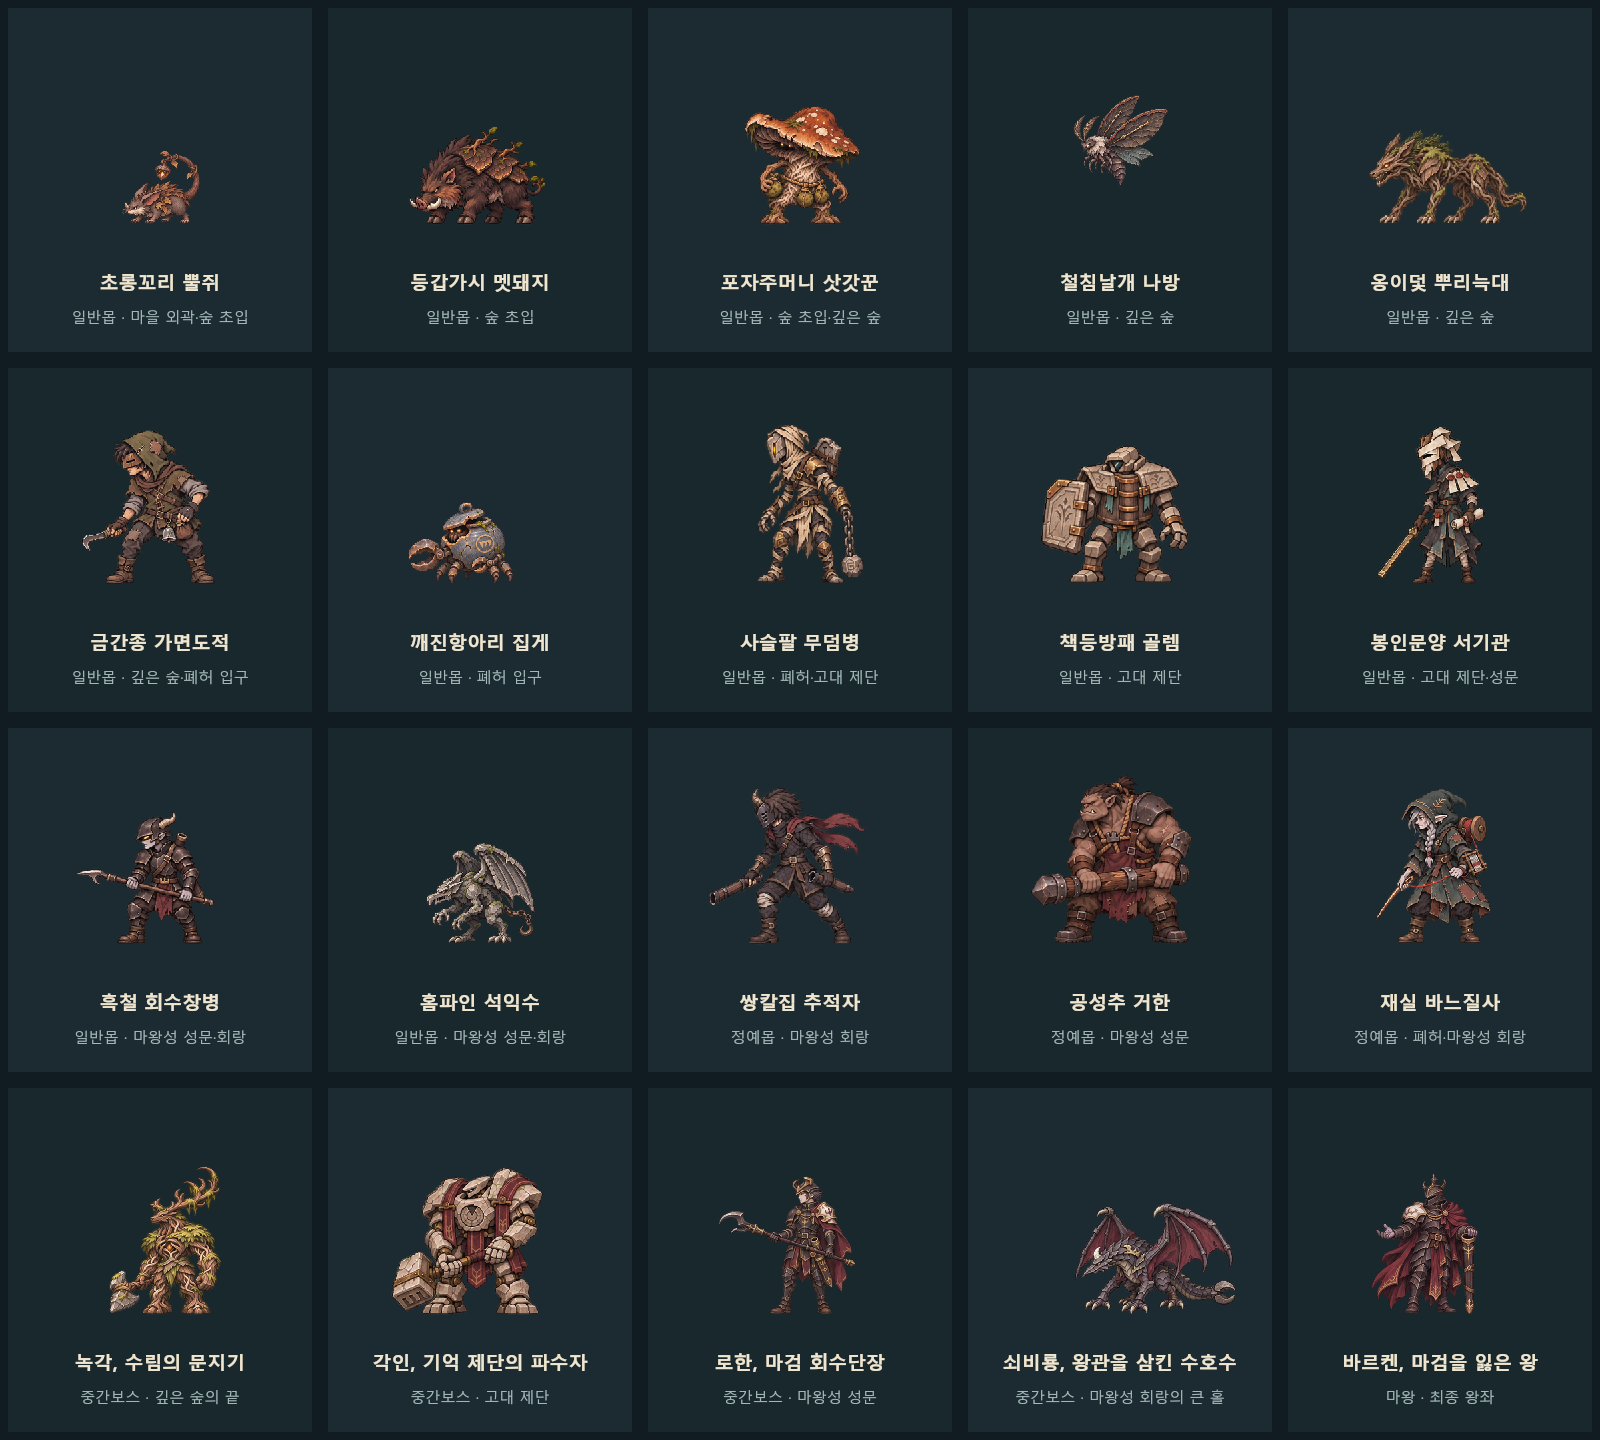 초롱꼬리 뿔쥐
일반몹 · 마을 외곽·숲 초입
등갑가시 멧돼지
일반몹 · 숲 초입
포자주머니 삿갓꾼
일반몹 · 숲 초입·깊은 숲
철침날개 나방
일반몹 · 깊은 숲
옹이덫 뿌리늑대
일반몹 · 깊은 숲
금간종 가면도적
일반몹 · 깊은 숲·폐허 입구
E
깨진항아리 집게
일반몹 · 폐허 입구
사슬팔 무덤병
일반몹 · 폐허·고대 제단
책등방패 골렘
일반몹 · 고대 제단
봉인문양 서기관
일반몹 · 고대 제단·성문
흑철 회수창병
일반몹 · 마왕성 성문·회랑
홈파인 석익수
일반몹 · 마왕성 성문·회랑
쌍칼집 추적자
정예몹 · 마왕성 회랑
공성추 거한
정예몹 · 마왕성 성문
재실 바느질사
정예몹 · 폐허·마왕성 회랑
녹각, 수림의 문지기
중간보스 · 깊은 숲의 끝
각인, 기억 제단의 파수자
중간보스 · 고대 제단
로한, 마검 회수단장
중간보스 · 마왕성 성문
쇠비룡, 왕관을 삼킨 수호수
중간보스 · 마왕성 회랑의 큰 홀
바르켄, 마검을 잃은 왕
마왕 · 최종 왕좌